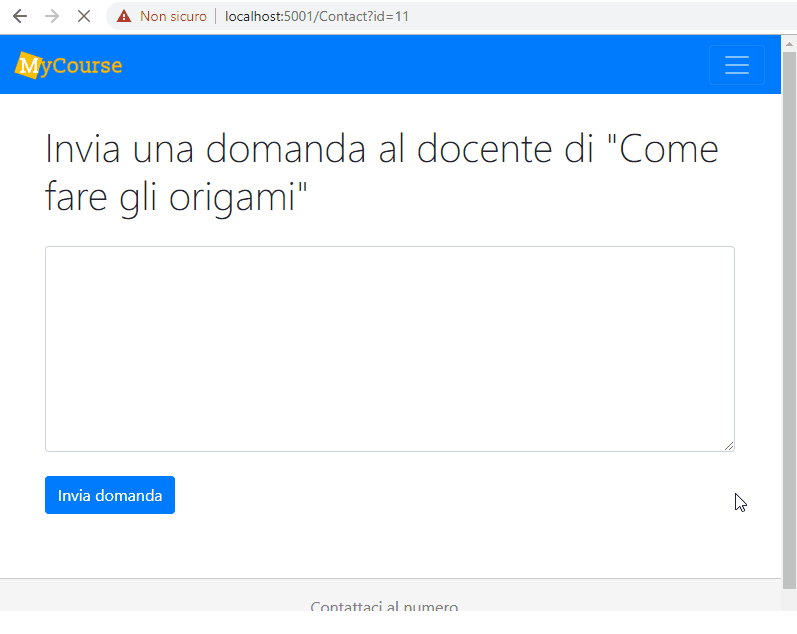 Non sicuro | localhost:5001/Contact?id=11
MyCourse
Invia una domanda al docente di "Come
fare gli origami"
Invia domanda
Contattaci al numero